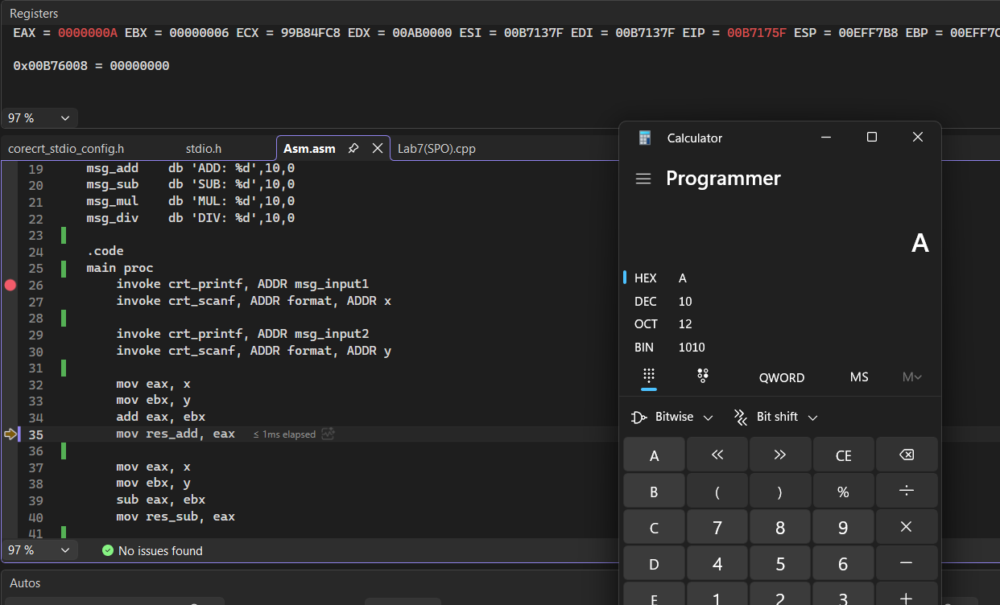 Registers
EAX = 0000000A EBX = 00000006 ECX = 99B84FC8 EDX = 00AB0000 ESI = 00B7137F EDI = 00B7137F EIP = 00B7175F ESP = 00EFF7B8 EBP = 00EFF7C
0x00B76008 = 00000000
97 %
corecrt_stdio_config.h stdio.h Asm.asm Lab7(SPO).cpp
19 msg_add db 'ADD: %d',10,0
20 msg_sub db 'SUB: %d',10,0
21 msg_mul db 'MUL: %d',10,0
22 msg_div db 'DIV: %d',10,0
23
24 .code
25 main proc
26 invoke crt_printf, ADDR msg_input1
27 invoke crt_scanf, ADDR format, ADDR x
28
29 invoke crt_printf, ADDR msg_input2
30 invoke crt_scanf, ADDR format, ADDR y
31
32 mov eax, x
33 mov ebx, y
34 add eax, ebx
35 mov res_add, eax ≤ 1ms elapsed
36
37 mov eax, x
38 mov ebx, y
39 sub eax, ebx
40 mov res_sub, eax
41
97 % No issues found
Autos
Calculator
Programmer
A
HEX A
DEC 10
OCT 12
BIN 1010
QWORD MS M
Bitwise Bit shift
A << >> CE
B ( ) % ÷
C 7 8 9 ×
D 4 5 6 −
E 1 2 3 +